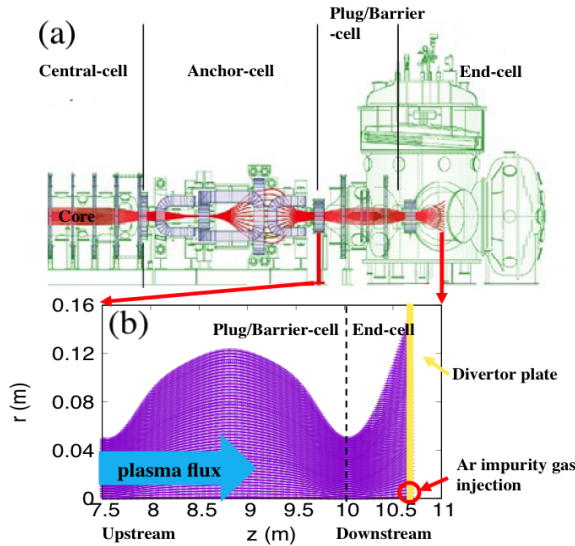 (a)
Plug/Barrier
-cell
Central-cell
Anchor-cell
End-cell
Core
(b)
Plug/Barrier-cell
End-cell
Divertor plate
Ar impurity gas
injection
plasma flux
r (m)
0.16
0.12
0.08
0.04
0
7.5 8 8.5 9 9.5 10 10.5 11
Upstream
z (m)
Downstream